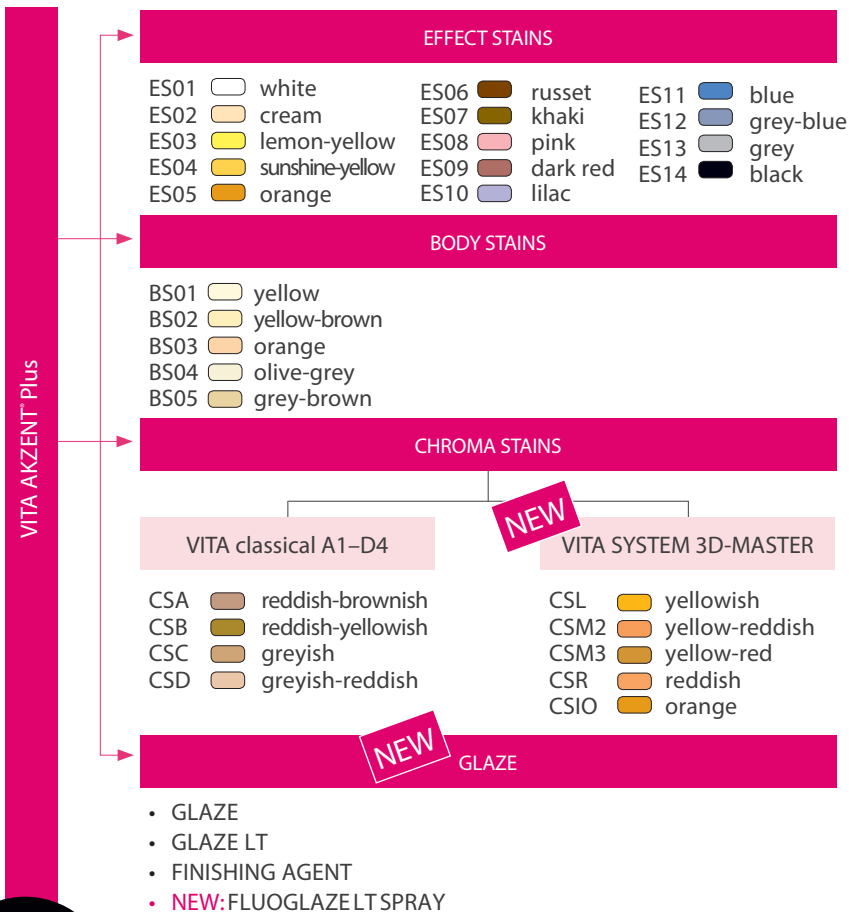 VITA AKZENT® Plus
EFFECT STAINS
ES01 white
ES02 cream
ES03 lemon-yellow
ES04 sunshine-yellow
ES05 orange
ES06 russet
ES07 khaki
ES08 pink
ES09 dark red
ES10 lilac
ES11 blue
ES12 grey-blue
ES13 grey
ES14 black
BODY STAINS
BS01 yellow
BS02 yellow-brown
BS03 orange
BS04 olive-grey
BS05 grey-brown
CHROMA STAINS
VITA classical A1–D4
CSA reddish-brownish
CSB reddish-yellowish
CSC greyish
CSD greyish-reddish
NEW
VITA SYSTEM 3D-MASTER
CSL yellowish
CSM2 yellow-reddish
CSM3 yellow-red
CSR reddish
CSIO orange
NEW
GLAZE
• GLAZE
• GLAZE LT
• FINISHING AGENT
• NEW: FLUOGLAZE LT SPRAY